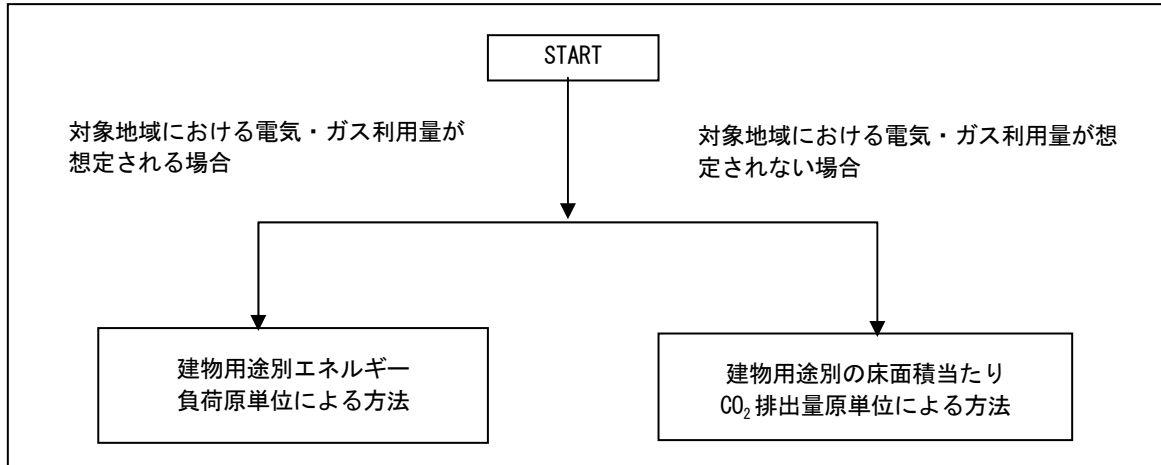 START
対象地域における電気・ガス利用量が
想定される場合
対象地域における電気・ガス利用量が想
定されない場合
建物用途別エネルギー
負荷原単位による方法
建物用途別の床面積当たり
CO₂排出量原単位による方法